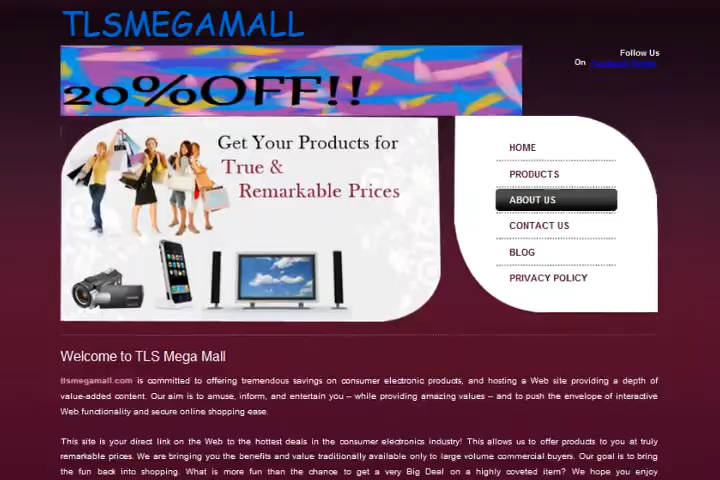 TLSMEGAMALL
20%OFF!!
Follow Us
On Facebook Twitter
Get Your Products for
True &
Remarkable Prices
HOME
PRODUCTS
ABOUT US
CONTACT US
BLOG
PRIVACY POLICY
Welcome to TLS Mega Mall
tlsmegamall.com is committed to offering tremendous savings on consumer electronic products, and hosting a Web site providing a depth of
value-added content. Our aim is to amuse, inform, and entertain you – while providing amazing values – and to push the envelope of interactive
Web functionality and secure online shopping ease.
This site is your direct link on the Web to the hottest deals in the consumer electronics industry! This allows us to offer products to you at truly
remarkable prices. We are bringing you the benefits and value traditionally available only to large volume commercial buyers. Our goal is to bring
the fun back into shopping. What is more fun than the chance to get a very Big Deal on a highly coveted item? We hope you enjoy